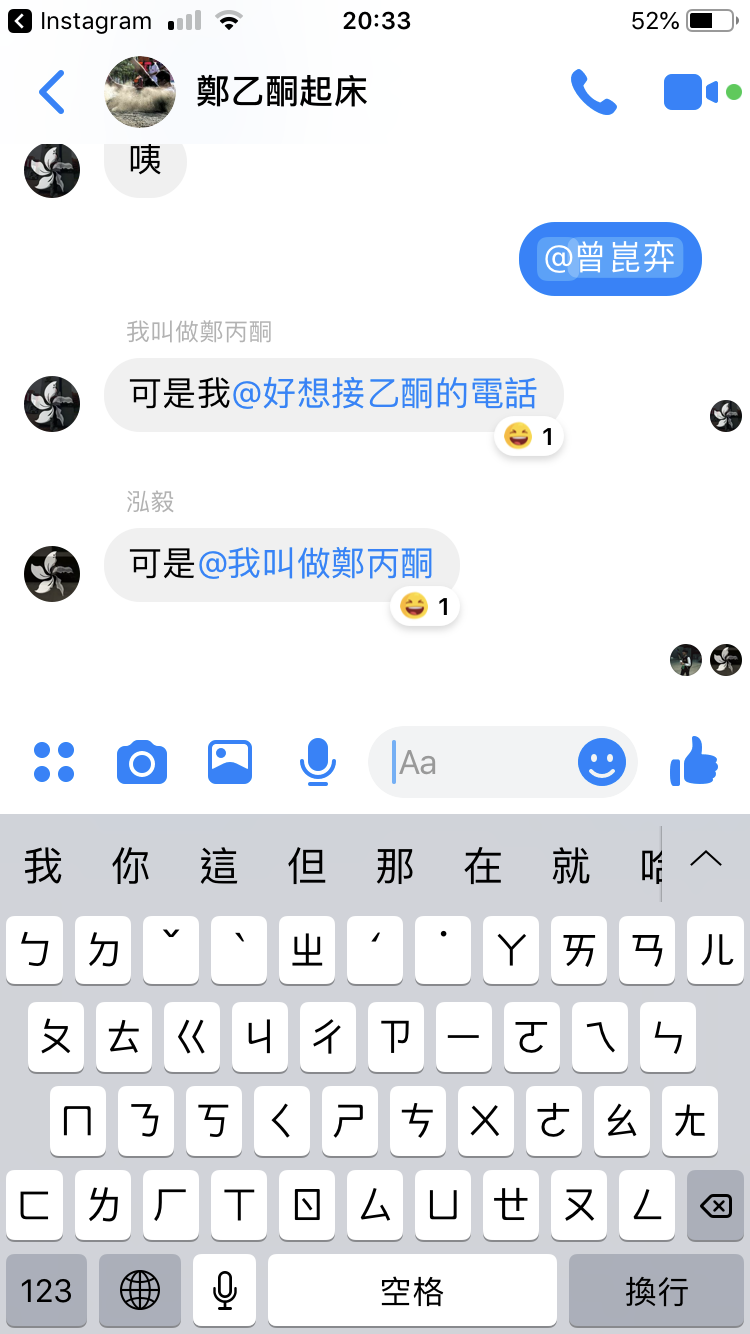 Instagram 20:33 52%
鄭乙酮起床
咦
@曾崑弈
我叫做鄭丙酮
可是我@好想接乙酮的電話
1
泓毅
可是@我叫做鄭丙酮
1
Aa
我 你 這 但 那 在 就
ㄅ ㄉ ˇ ˋ ㄓ ˊ ˙ ㄚ ㄞ ㄢ ㄦ
ㄆ ㄊ ㄍ ㄐ ㄔ ㄗ ㄧ ㄛ ㄟ ㄣ
ㄇ ㄋ ㄎ ㄑ ㄕ ㄘ ㄨ ㄜ ㄠ ㄤ
ㄈ ㄌ ㄏ ㄒ ㄖ ㄙ ㄩ ㄝ ㄡ ㄥ
123 空格 換行